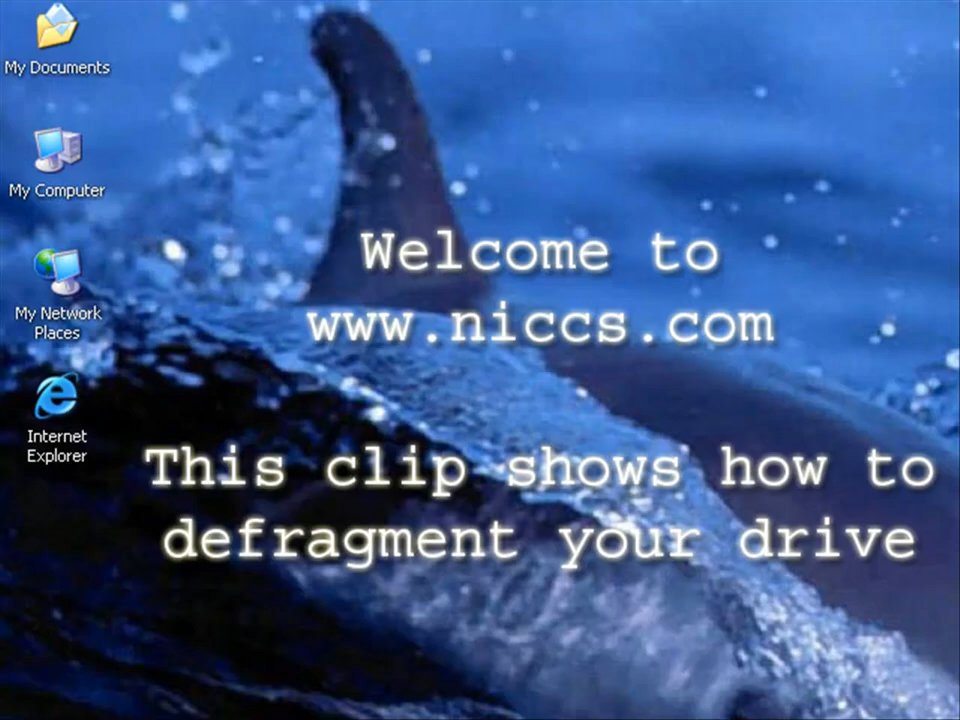 My Documents
My Computer
My Network
Places
Internet
Explorer
Welcome to
www.niccs.com
This clip shows how to
defragment your drive